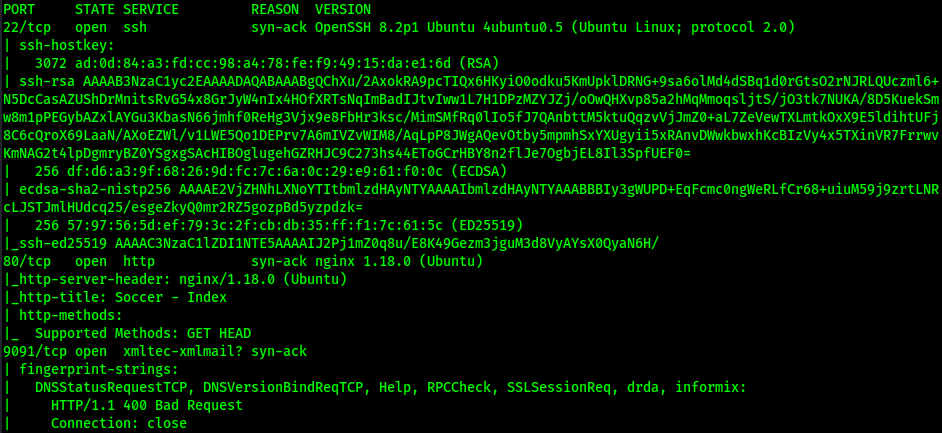 PORT     STATE SERVICE         REASON  VERSION
22/tcp   open  ssh             syn-ack OpenSSH 8.2p1 Ubuntu 4ubuntu0.5 (Ubuntu Linux; protocol 2.0)
| ssh-hostkey:
|   3072 ad:0d:84:a3:fd:cc:98:a4:78:fe:f9:49:15:da:e1:6d (RSA)
| ssh-rsa AAAAB3NzaC1yc2EAAAADAQABAAABgQChXu/2AxokRA9pcTIQx6HKyiO0odku5KmUpklDRNG+9sa6olMd4dSBq1d0rGtsO2rNJRLQUczml6+
N5DcCasAZUShDrMnitsRvG54x8GrJyW4nIx4HOfXRTsNqImBadIJtvIww1L7H1DPzMZYJZj/oOwQHXvp85a2hMqMmoqsljtS/jO3tk7NUKA/8D5KuekSm
w8m1pPEGybAZxlAYGu3KbasN66jmhf0ReHg3Vjx9e8FbHr3ksc/MimSMfRq0lIo5fJ7QAnbttM5ktuQqzvVjJmZ0+aL7ZeVewTXLmtkOxX9E5ldihtUFj
8C6cQroX69LaaN/AXoEZWl/v1LWE5Qo1DEPrv7A6mIVZvWIM8/AqLpP8JWgAQevOtby5mpmhSxYXUgyii5xRAnvDWwkbwxhKcBIzVy4x5TXinVR7Frrwv
KmNAG2t4lpDgmryBZ0YSgxgSAcHIBOglugehGZRHJC9C273hs44EToGCrHBY8n2flJe7OgbjEL8Il3SpfUEF0=
|   256 df:d6:a3:9f:68:26:9d:fc:7c:6a:0c:29:e9:61:f0:0c (ECDSA)
| ecdsa-sha2-nistp256 AAAAE2VjZHNhLXNoYTItbmlzdHAyNTYAAAAIbmlzdHAyNTYAAABBBIy3gWUPD+EqFcmc0ngWeRLfCr68+uiuM59j9zrtLNR
cLJSTJmlHUdcq25/esgeZkyQ0mr2RZ5gozpBd5yzpdzk=
|   256 57:97:56:5d:ef:79:3c:2f:cb:db:35:ff:f1:7c:61:5c (ED25519)
|_ssh-ed25519 AAAAC3NzaC1lZDI1NTE5AAAAIJ2Pj1mZ0q8u/E8K49Gezm3jguM3d8VyAYsX0QyaN6H/
80/tcp   open  http            syn-ack nginx 1.18.0 (Ubuntu)
|_http-server-header: nginx/1.18.0 (Ubuntu)
|_http-title: Soccer - Index
| http-methods:
|_  Supported Methods: GET HEAD
9091/tcp open  xmltec-xmlmail? syn-ack
| fingerprint-strings:
|   DNSStatusRequestTCP, DNSVersionBindReqTCP, Help, RPCCheck, SSLSessionReq, drda, informix:
|     HTTP/1.1 400 Bad Request
|     Connection: close